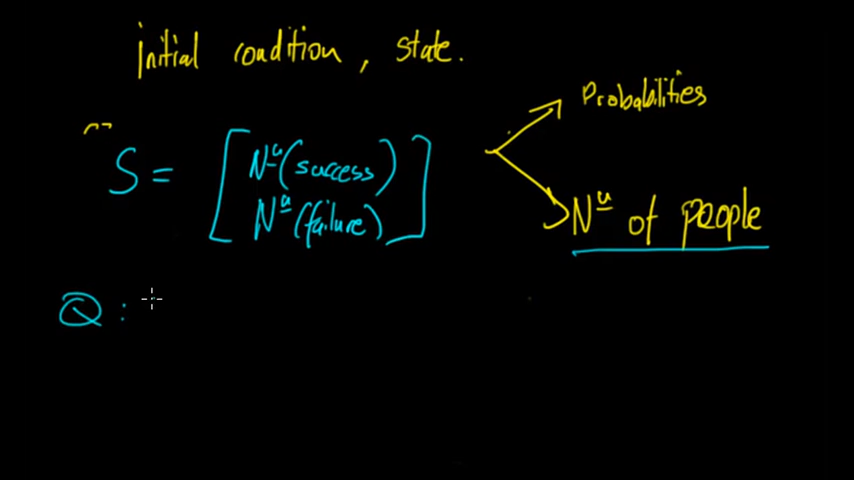 initial condition, state.
Probabilities
S = [ Nº(success)
Nº(failure) ]
Nº of people
Q :